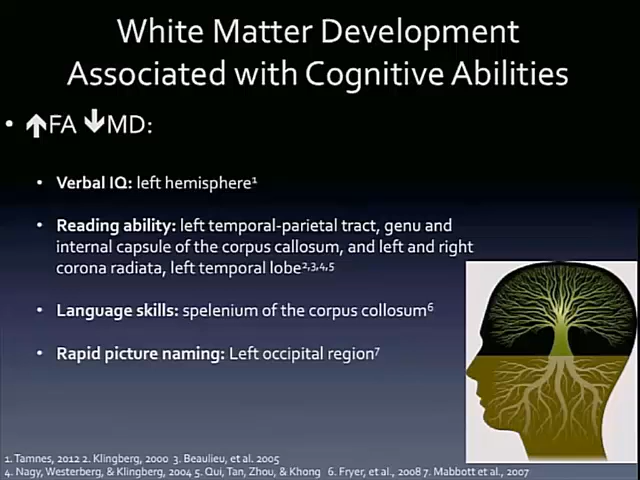 White Matter Development
Associated with Cognitive Abilities
• ⬆FA ⬇MD:
• Verbal IQ: left hemisphere¹
• Reading ability: left temporal-parietal tract, genu and
internal capsule of the corpus callosum, and left and right
corona radiata, left temporal lobe²,³,⁴,⁵
• Language skills: spelenium of the corpus collosum⁶
• Rapid picture naming: Left occipital region⁷
1. Tamnes, 2012 2. Klingberg, 2000 3. Beaulieu, et al. 2005
4. Nagy, Westerberg, & Klingberg, 2004 5. Qui, Tan, Zhou, & Khong 6. Fryer, et al., 2008 7. Mabbott et al., 2007